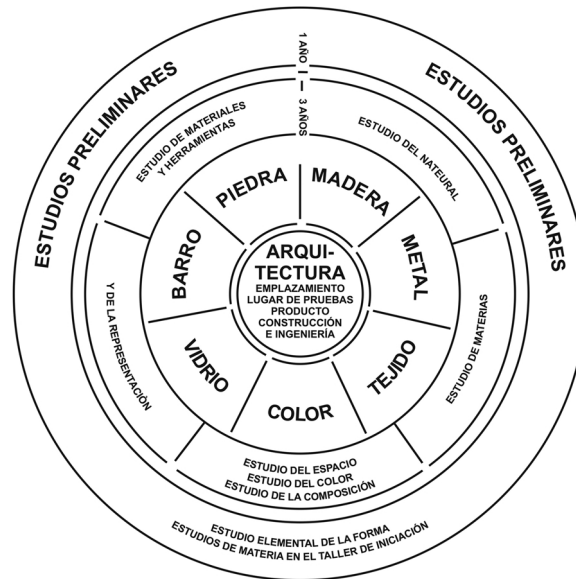 ESTUDIOS PRELIMINARES
ESTUDIOS PRELIMINARES
1 AÑO
3 AÑOS
ESTUDIO DE MATERIALES
Y HERRAMIENTAS
ESTUDIO DEL NATEURAL
PIEDRA
MADERA
BARRO
METAL
ARQUI-
TECTURA
EMPLAZAMIENTO
LUGAR DE PRUEBAS
PRODUCTO
CONSTRUCCIÓN
E INGENIERÍA
Y DE LA REPRESENTACIÒN
ESTUDIO DE MATERIAS
VIDRIO
TEJIDO
COLOR
ESTUDIO DEL ESPACIO
ESTUDIO DEL COLOR
ESTUDIO DE LA COMPOSICIÓN
ESTUDIO ELEMENTAL DE LA FORMA
ESTUDIOS DE MATERIA EN EL TALLER DE INICIACIÓN